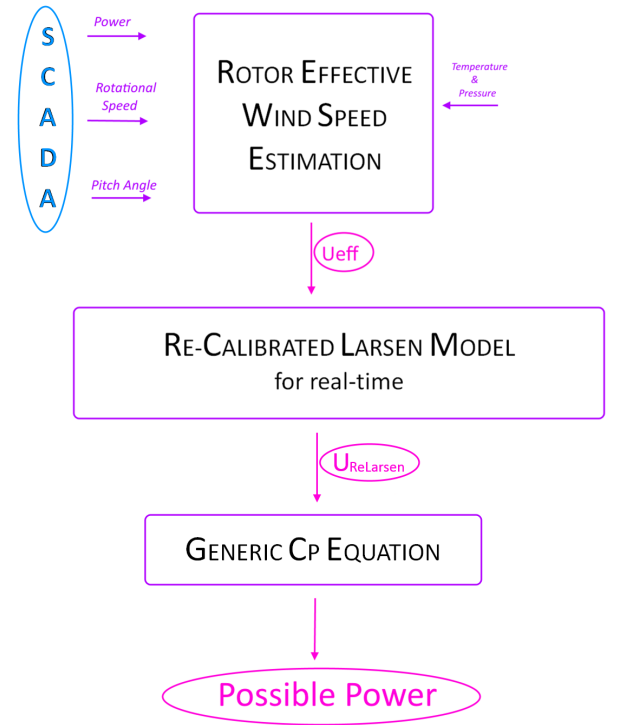 SCADA
Power
Rotational
Speed
Pitch Angle
ROTOR EFFECTIVE
WIND SPEED
ESTIMATION
Temperature
&
Pressure
Ueff
RE-CALIBRATED LARSEN MODEL
for real-time
UReLarsen
GENERIC CP EQUATION
Possible Power